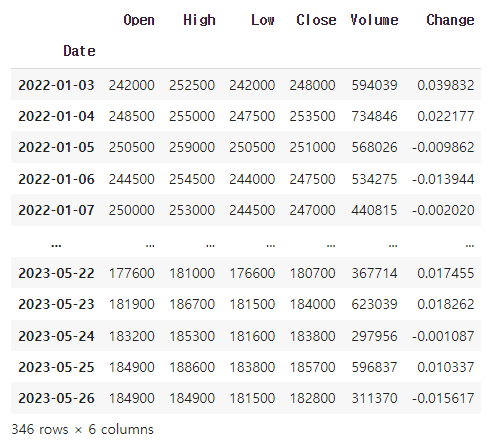 Open High Low Close Volume Change
Date
2022-01-03 242000 252500 242000 248000 594039 0.039832
2022-01-04 248500 255000 247500 253500 734846 0.022177
2022-01-05 250500 259000 250500 251000 568026 -0.009862
2022-01-06 244500 254500 244000 247500 534275 -0.013944
2022-01-07 250000 253000 244500 247000 440815 -0.002020
... ... ... ... ... ... ...
2023-05-22 177600 181000 176600 180700 367714 0.017455
2023-05-23 181900 186700 181500 184000 623039 0.018262
2023-05-24 183200 185300 181600 183800 297956 -0.001087
2023-05-25 184900 188600 183800 185700 596837 0.010337
2023-05-26 184900 184900 181500 182800 311370 -0.015617
346 rows × 6 columns